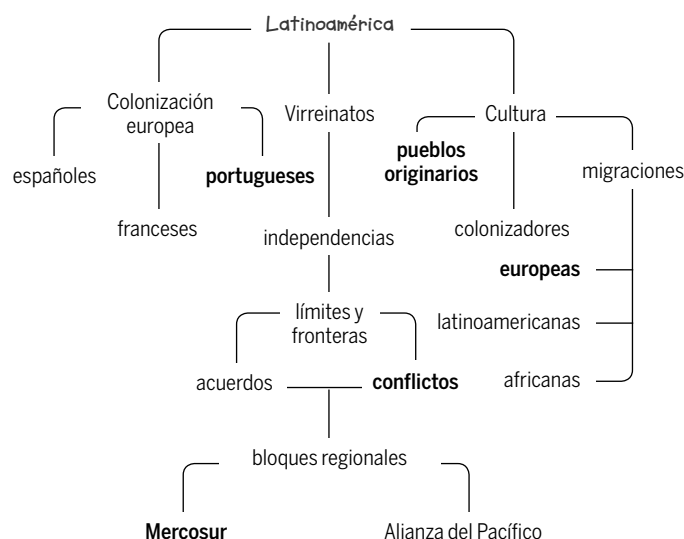 Latinoamérica
Colonización
europea
Virreinatos
Cultura
españoles
portugueses
pueblos
originarios
migraciones
franceses
independencias
colonizadores
europeas
límites y
fronteras
latinoamericanas
acuerdos
conflictos
africanas
bloques regionales
Mercosur
Alianza del Pacífico